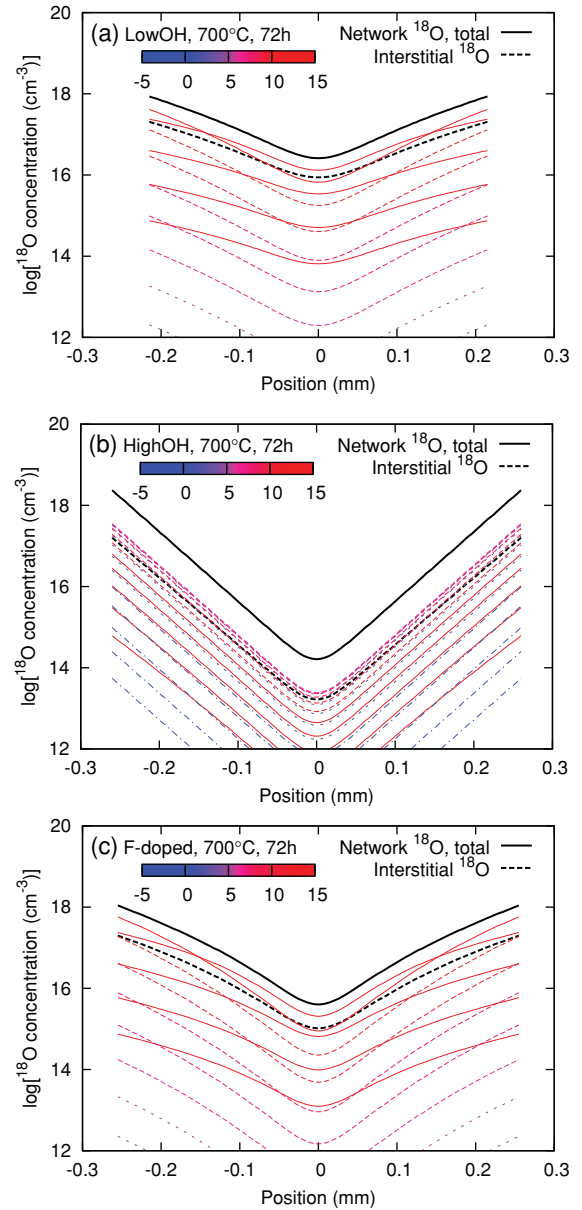 (a) LowOH, 700°C, 72h
Network ¹⁸O, total
Interstitial ¹⁸O
-5 0 5 10 15
log[¹⁸O concentration (cm⁻³)]
20
18
16
14
12
-0.3 -0.2 -0.1 0 0.1 0.2 0.3
Position (mm)
(b) HighOH, 700°C, 72h
Network ¹⁸O, total
Interstitial ¹⁸O
-5 0 5 10 15
log[¹⁸O concentration (cm⁻³)]
20
18
16
14
12
-0.3 -0.2 -0.1 0 0.1 0.2 0.3
Position (mm)
(c) F-doped, 700°C, 72h
Network ¹⁸O, total
Interstitial ¹⁸O
-5 0 5 10 15
log[¹⁸O concentration (cm⁻³)]
20
18
16
14
12
-0.3 -0.2 -0.1 0 0.1 0.2 0.3
Position (mm)